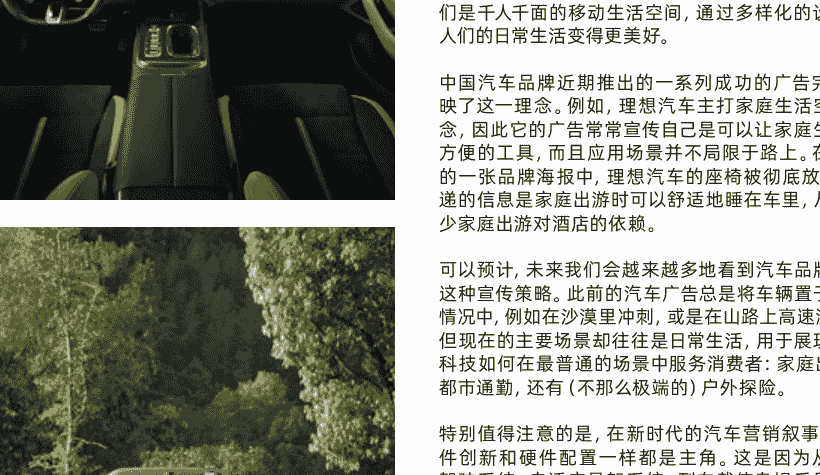 们是千人千面的移动生活空间，通过多样化的
人们的日常生活变得更美好。
中国汽车品牌近期推出的一系列成功的广告
映了这一理念。例如，理想汽车主打家庭生活
念，因此它的广告常常宣传自己是可以让家庭
方便的工具，而且应用场景并不局限于路上。
的一张品牌海报中，理想汽车的座椅被彻底放
递的信息是家庭出游时可以舒适地睡在车里，
少家庭出游对酒店的依赖。
可以预计，未来我们会越来越多地看到汽车品
这种宣传策略。此前的汽车广告总是将车辆置
情况中，例如在沙漠里冲刺，或是在山路上高速
但现在的主要场景却往往是日常生活，用于展
科技如何在最普通的场景中服务消费者：家庭
都市通勤，还有（不那么极端的）户外探险。
特别值得注意的是，在新时代的汽车营销叙事
件创新和硬件配置一样都是主角。这是因为